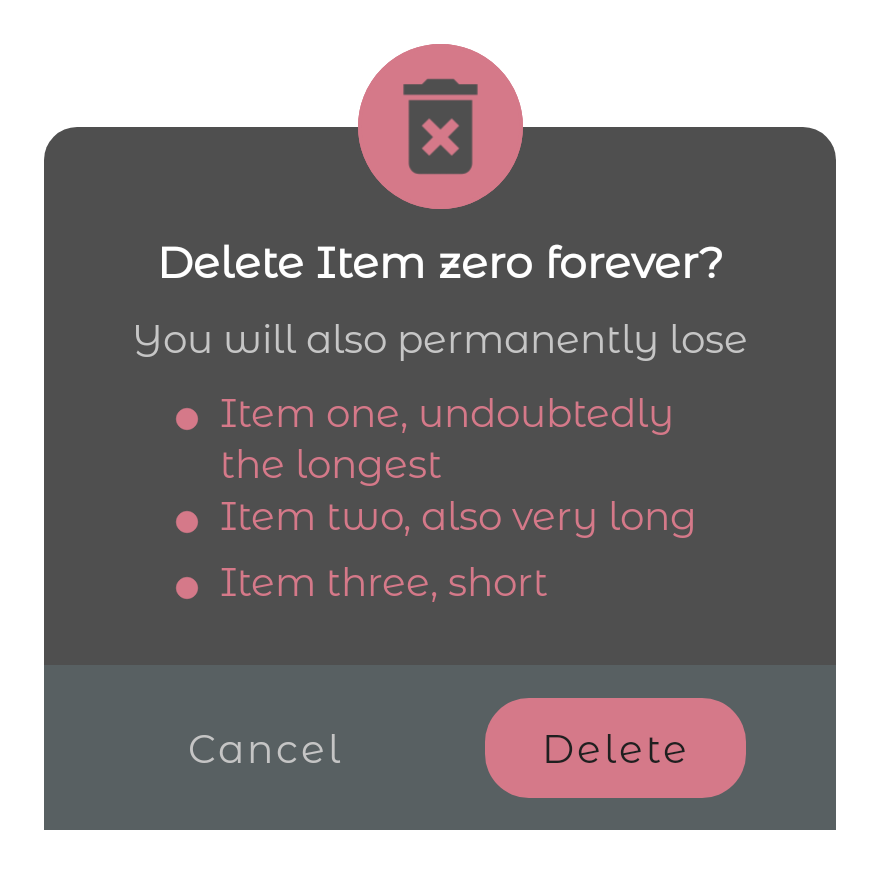 Delete Item zero forever?
You will also permanently lose
Item one, undoubtedly
the longest
Item two, also very long
Item three, short
Cancel
Delete